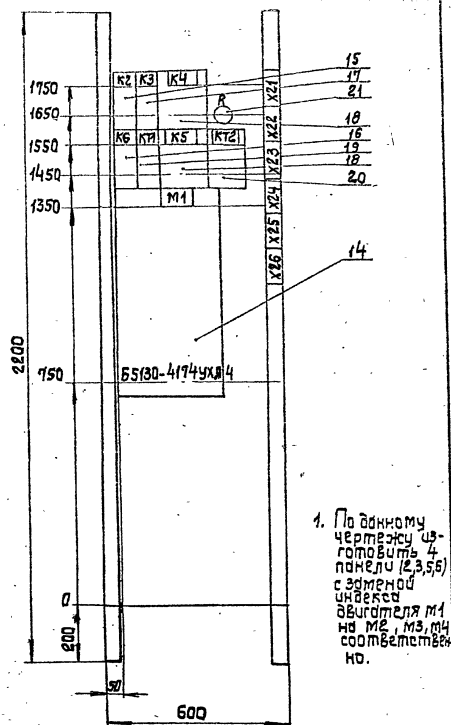 К2 К3 К4
15
17
21
1750
R
Х21
1650
Х22
18
1550
К6 КТ1 К5 КТ2
16
19
Х23
18
1450
20
М1
Х24
1350
Х25
Х26
14
2200
750
Б5130-4174УХЛ4
1. По данному
чертежу из-
готовить 4
панели (2,3,5,6)
с заменой
индекса
двигателя М1
на М2, М3, М4
соответствен
но.
0
200
50
600